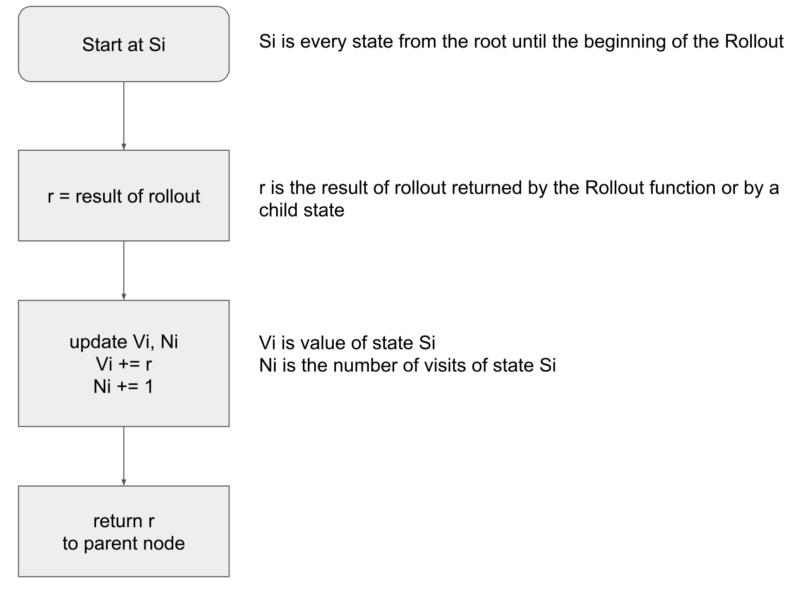 Start at Si
Si is every state from the root until the beginning of the Rollout
r = result of rollout
r is the result of rollout returned by the Rollout function or by a
child state
update Vi, Ni
Vi += r
Ni += 1
Vi is value of state Si
Ni is the number of visits of state Si
return r
to parent node